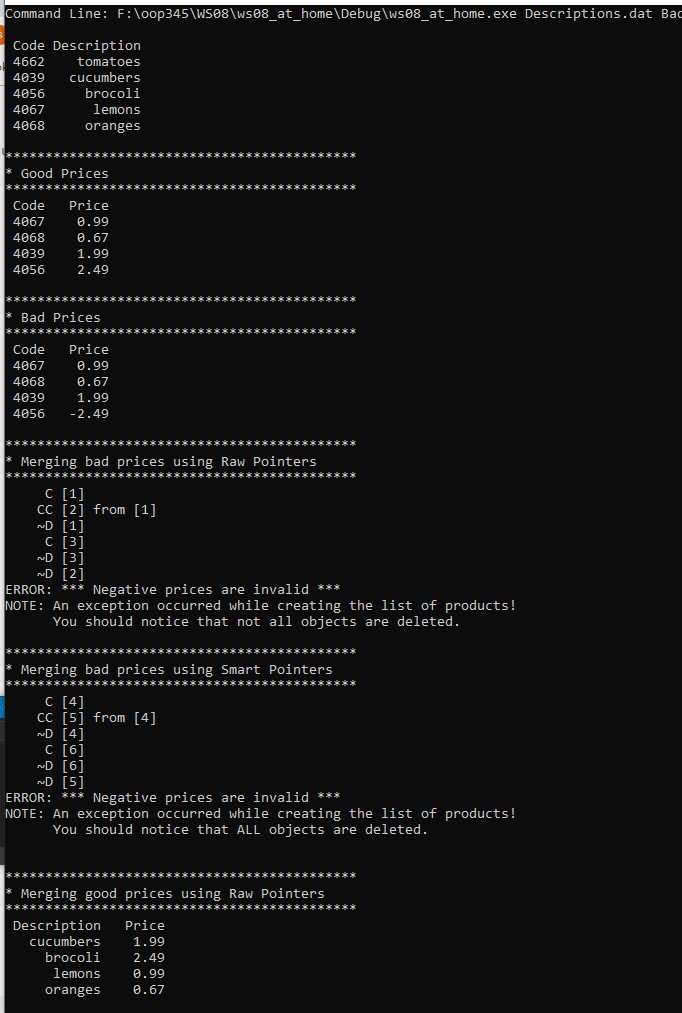 Command Line: F:\oop345\WS08\ws08_at_home\Debug\ws08_at_home.exe Descriptions.dat Bad
Code Description
4662    tomatoes
4039   cucumbers
4056     brocoli
4067      lemons
4068     oranges
********************************************
* Good Prices
********************************************
Code   Price
4067    0.99
4068    0.67
4039    1.99
4056    2.49
********************************************
* Bad Prices
********************************************
Code   Price
4067    0.99
4068    0.67
4039    1.99
4056   -2.49
********************************************
* Merging bad prices using Raw Pointers
********************************************
C [1]
CC [2] from [1]
~D [1]
C [3]
~D [3]
~D [2]
ERROR: *** Negative prices are invalid ***
NOTE: An exception occurred while creating the list of products!
You should notice that not all objects are deleted.
********************************************
* Merging bad prices using Smart Pointers
********************************************
C [4]
CC [5] from [4]
~D [4]
C [6]
~D [6]
~D [5]
ERROR: *** Negative prices are invalid ***
NOTE: An exception occurred while creating the list of products!
You should notice that ALL objects are deleted.
********************************************
* Merging good prices using Raw Pointers
********************************************
Description   Price
cucumbers    1.99
brocoli    2.49
lemons    0.99
oranges    0.67